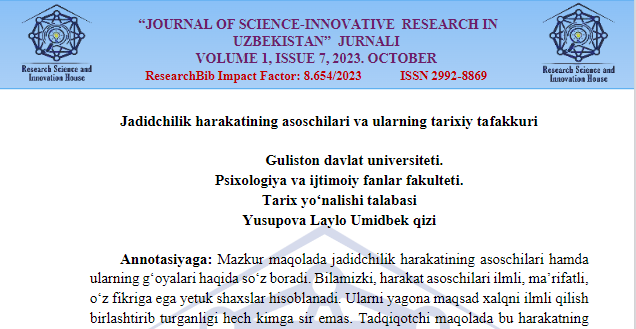 Research Science and
Innovation House
“JOURNAL OF SCIENCE-INNOVATIVE RESEARCH IN
UZBEKISTAN” JURNALI
VOLUME 1, ISSUE 7, 2023. OCTOBER
ResearchBib Impact Factor: 8.654/2023 ISSN 2992-8869
Research Science and
Innovation House
Jadidchilik harakatining asoschilari va ularning tarixiy tafakkuri
Guliston davlat universiteti.
Psixologiya va ijtimoiy fanlar fakulteti.
Tarix yo‘nalishi talabasi
Yusupova Laylo Umidbek qizi
Annotasiyaga: Mazkur maqolada jadidchilik harakatining asoschilari hamda
ularning g‘oyalari haqida so‘z boradi. Bilamizki, harakat asoschilari ilmli, ma’rifatli,
o‘z fikriga ega yetuk shaxslar hisoblanadi. Ularni yagona maqsad xalqni ilmli qilish
birlashtirib turganligi hech kimga sir emas. Tadqiqotchi maqolada bu harakatning